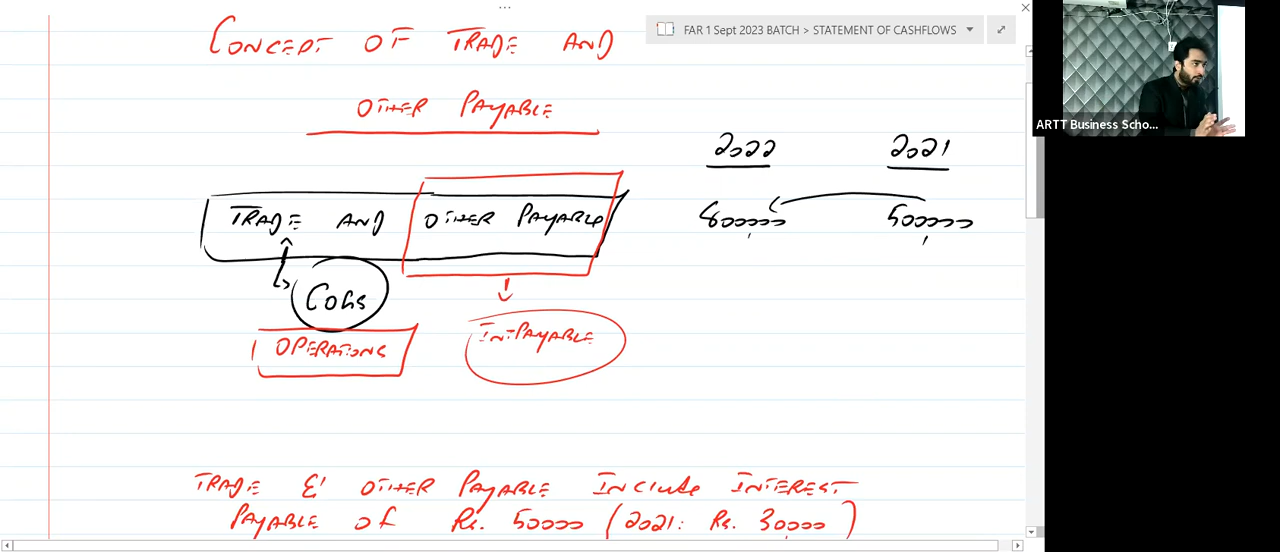 CONCEPT OF TRADE AND
FAR 1 Sept 2023 BATCH > STATEMENT OF CASHFLOWS
OTHER PAYABLE
ARTT Business Scho...
2022 2021
TRADE AND OTHER PAYABLE 800000 500000
COGS
OPERATIONS
INT-PAYABLE
TRADE & OTHER PAYABLE INCLUDE INTEREST
PAYABLE OF Rs. 50000 (2021: Rs. 30000)